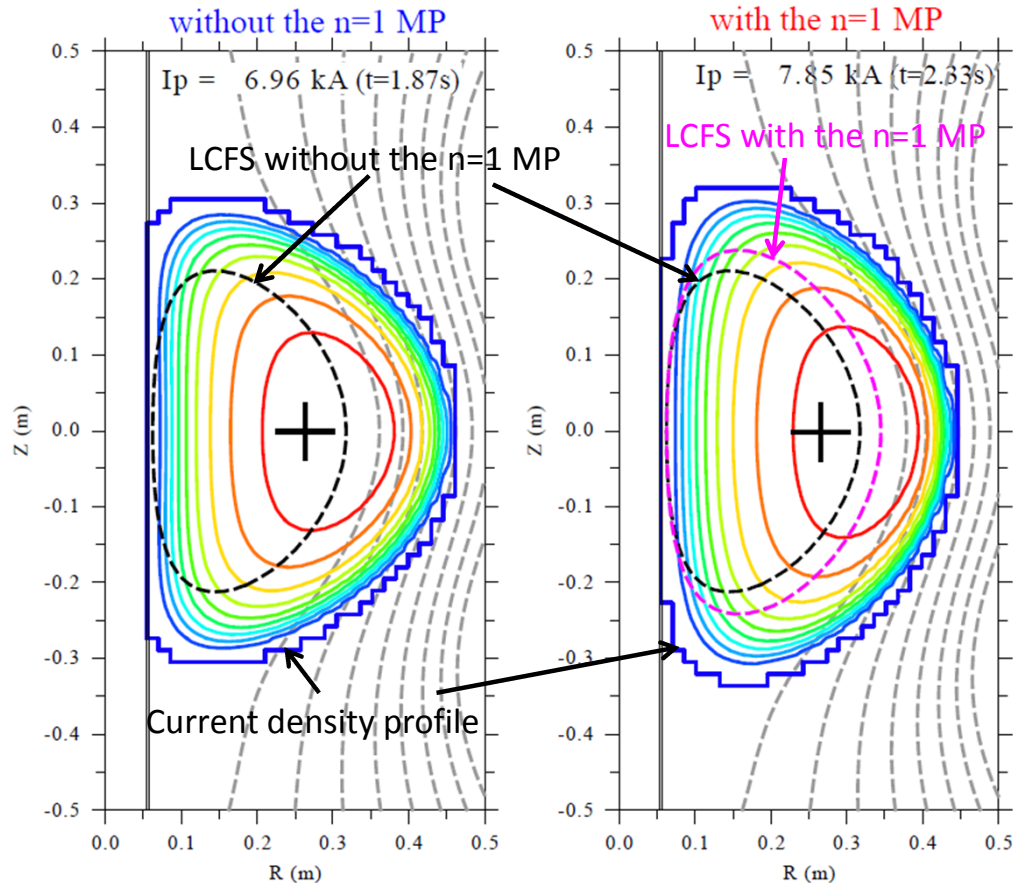 without the n=1 MP
with the n=1 MP
Ip = 6.96 kA (t=1.87s)
Ip = 7.85 kA (t=2.33s)
LCFS without the n=1 MP
LCFS with the n=1 MP
Current density profile
0.5
0.4
0.3
0.2
0.1
0.0
-0.1
-0.2
-0.3
-0.4
-0.5
Z (m)
0.0 0.1 0.2 0.3 0.4 0.5
R (m)
0.5
0.4
0.3
0.2
0.1
0.0
-0.1
-0.2
-0.3
-0.4
-0.5
Z (m)
0.0 0.1 0.2 0.3 0.4 0.5
R (m)